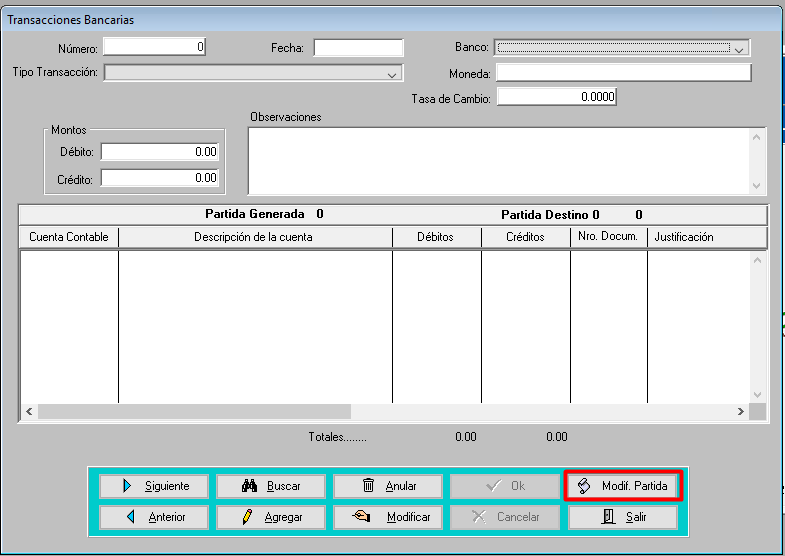 Transacciones Bancarias
Número: 0 Fecha: Banco:
Tipo Transacción: Moneda:
Tasa de Cambio: 0.0000
Observaciones
Montos
Débito: 0.00
Crédito: 0.00
Partida Generada 0 Partida Destino 0 0
Cuenta Contable Descripción de la cuenta Débitos Créditos Nro. Docum. Justificación
Totales........ 0.00 0.00
Siguiente Buscar Anular Ok Modif. Partida
Anterior Agregar Modificar Cancelar Salir